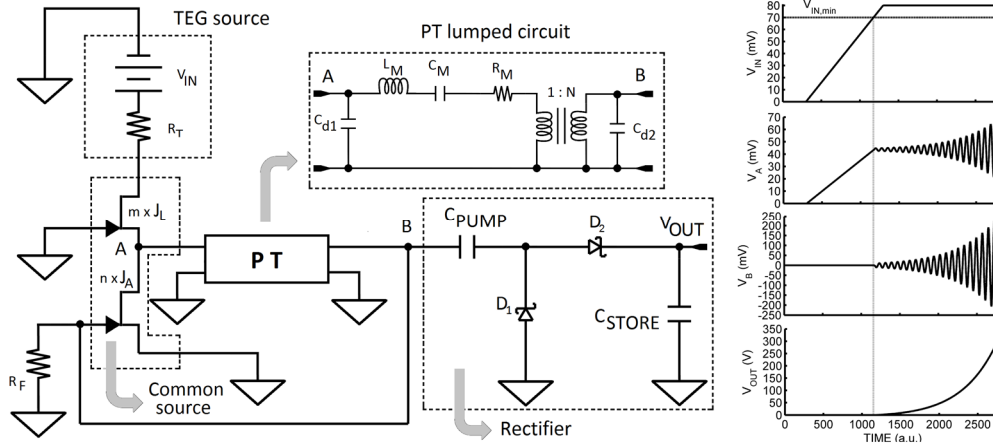 TEG source
V_IN
R_T
PT lumped circuit
A
L_M
C_M
R_M
1 : N
B
C_d1
C_d2
m x J_L
A
n x J_A
P T
B
C_PUMP
D_2
V_OUT
D_1
C_STORE
R_F
Common
source
Rectifier
V_IN,min
V_IN (mV)
80
70
60
50
40
30
20
10
0
V_A (mV)
70
60
50
40
30
20
10
0
V_B (mV)
250
200
150
100
50
0
-50
-100
-150
-200
-250
V_OUT (V)
350
300
250
200
150
100
50
0
0 500 1000 1500 2000 2500
TIME (a.u.)